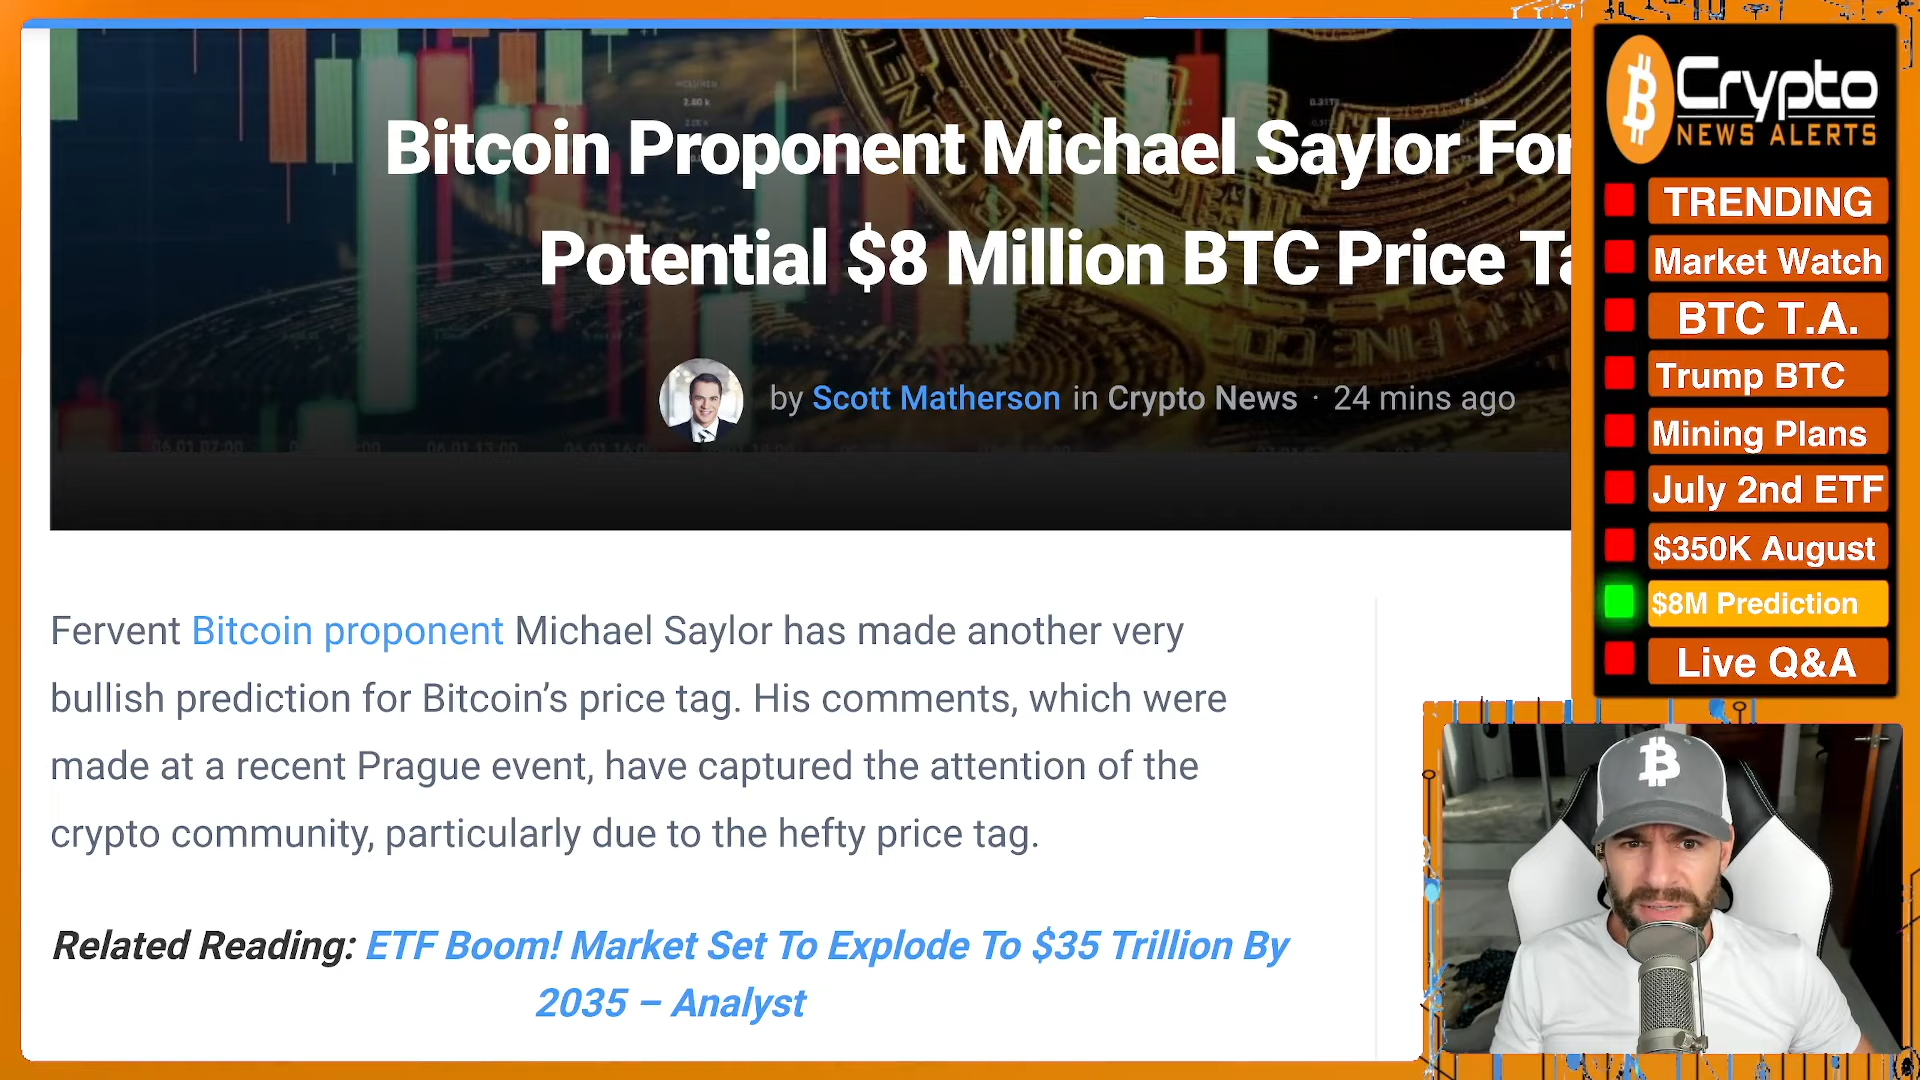 Bitcoin Proponent Michael Saylor For
Potential $8 Million BTC Price Ta
by Scott Matherson in Crypto News · 24 mins ago
Fervent Bitcoin proponent Michael Saylor has made another very
bullish prediction for Bitcoin’s price tag. His comments, which were
made at a recent Prague event, have captured the attention of the
crypto community, particularly due to the hefty price tag.
Related Reading: ETF Boom! Market Set To Explode To $35 Trillion By
2035 – Analyst
Crypto
NEWS ALERTS
TRENDING
Market Watch
BTC T.A.
Trump BTC
Mining Plans
July 2nd ETF
$350K August
$8M Prediction
Live Q&A